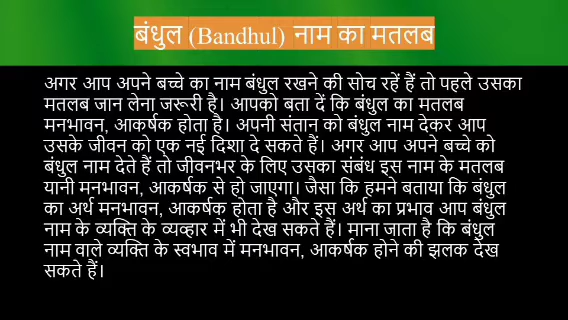 बंधुल (Bandhul) नाम का मतलब
अगर आप अपने बच्चे का नाम बंधुल रखने की सोच रहें हैं तो पहले उसका
मतलब जान लेना जरूरी है। आपको बता दें कि बंधुल का मतलब
मनभावन, आकर्षक होता है। अपनी संतान को बंधुल नाम देकर आप
उसके जीवन को एक नई दिशा दे सकते हैं। अगर आप अपने बच्चे को
बंधुल नाम देते हैं तो जीवनभर के लिए उसका संबंध इस नाम के मतलब
यानी मनभावन, आकर्षक से हो जाएगा। जैसा कि हमने बताया कि बंधुल
का अर्थ मनभावन, आकर्षक होता है और इस अर्थ का प्रभाव आप बंधुल
नाम के व्यक्ति के व्यव्हार में भी देख सकते हैं। माना जाता है कि बंधुल
नाम वाले व्यक्ति के स्वभाव में मनभावन, आकर्षक होने की झलक देख
सकते हैं।